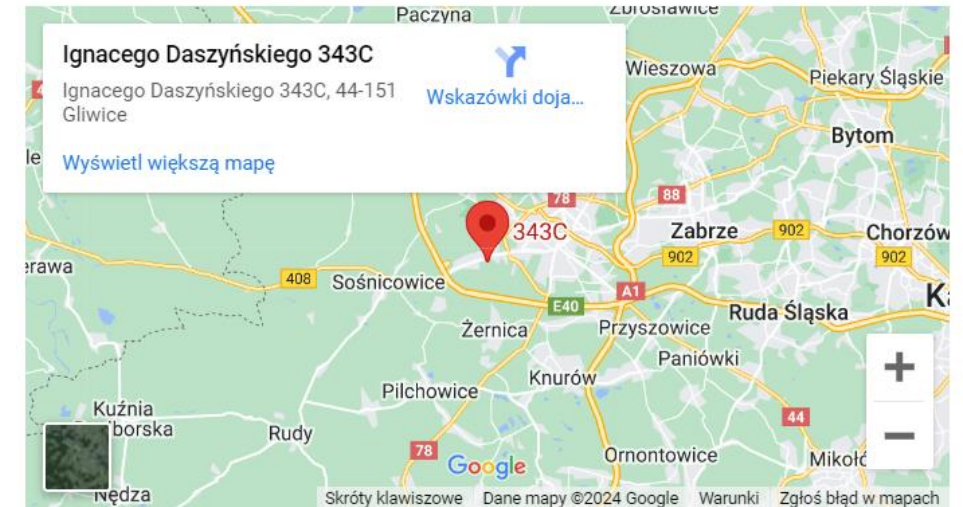 Paczyna
Zbrosławice
Ignacego Daszyńskiego 343C
Ignacego Daszyńskiego 343C, 44-151
Gliwice
Wskazówki doja...
Wyświetl większą mapę
Wieszowa
Piekary Śląskie
Bytom
78
88
343C
Zabrze
902
Chorzów
902
902
erawa
408
Sośnicowice
A1
E40
Ruda Śląska
Żernica
Przyszowice
Paniówki
Knurów
Pilchowice
Kuźnia
Rudy
44
78
Google
Ornontowice
Nędza
Skróty klawiszowe
Dane mapy ©2024 Google
Warunki
Zgłoś błąd w mapach